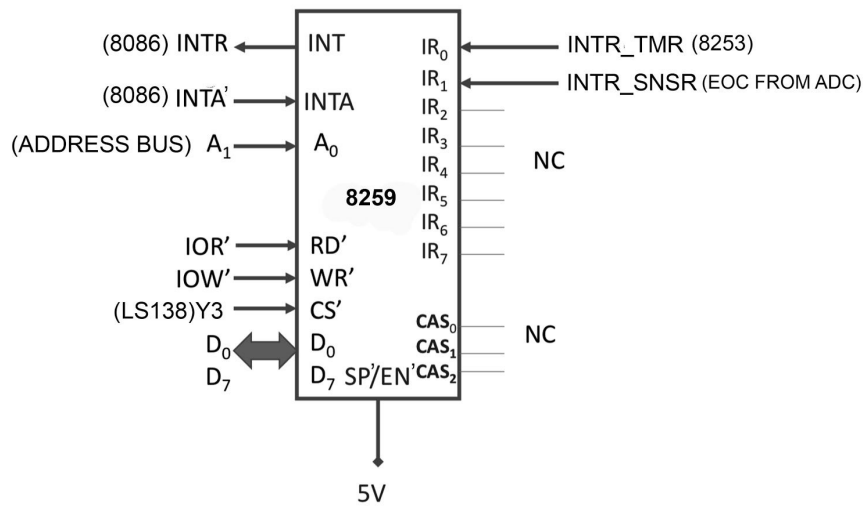 (8086) INTR INT IR0 INTR_TMR (8253)
IR1 INTR_SNSR (EOC FROM ADC)
(8086) INTA' INTA IR2
(ADDRESS BUS) A1 A0 IR3
NC
IR4
8259 IR5
IR6
IOR' RD' IR7
IOW' WR'
(LS138)Y3 CS' CAS0
D0 D0 CAS1 NC
D7 D7 SP'/EN' CAS2
5V